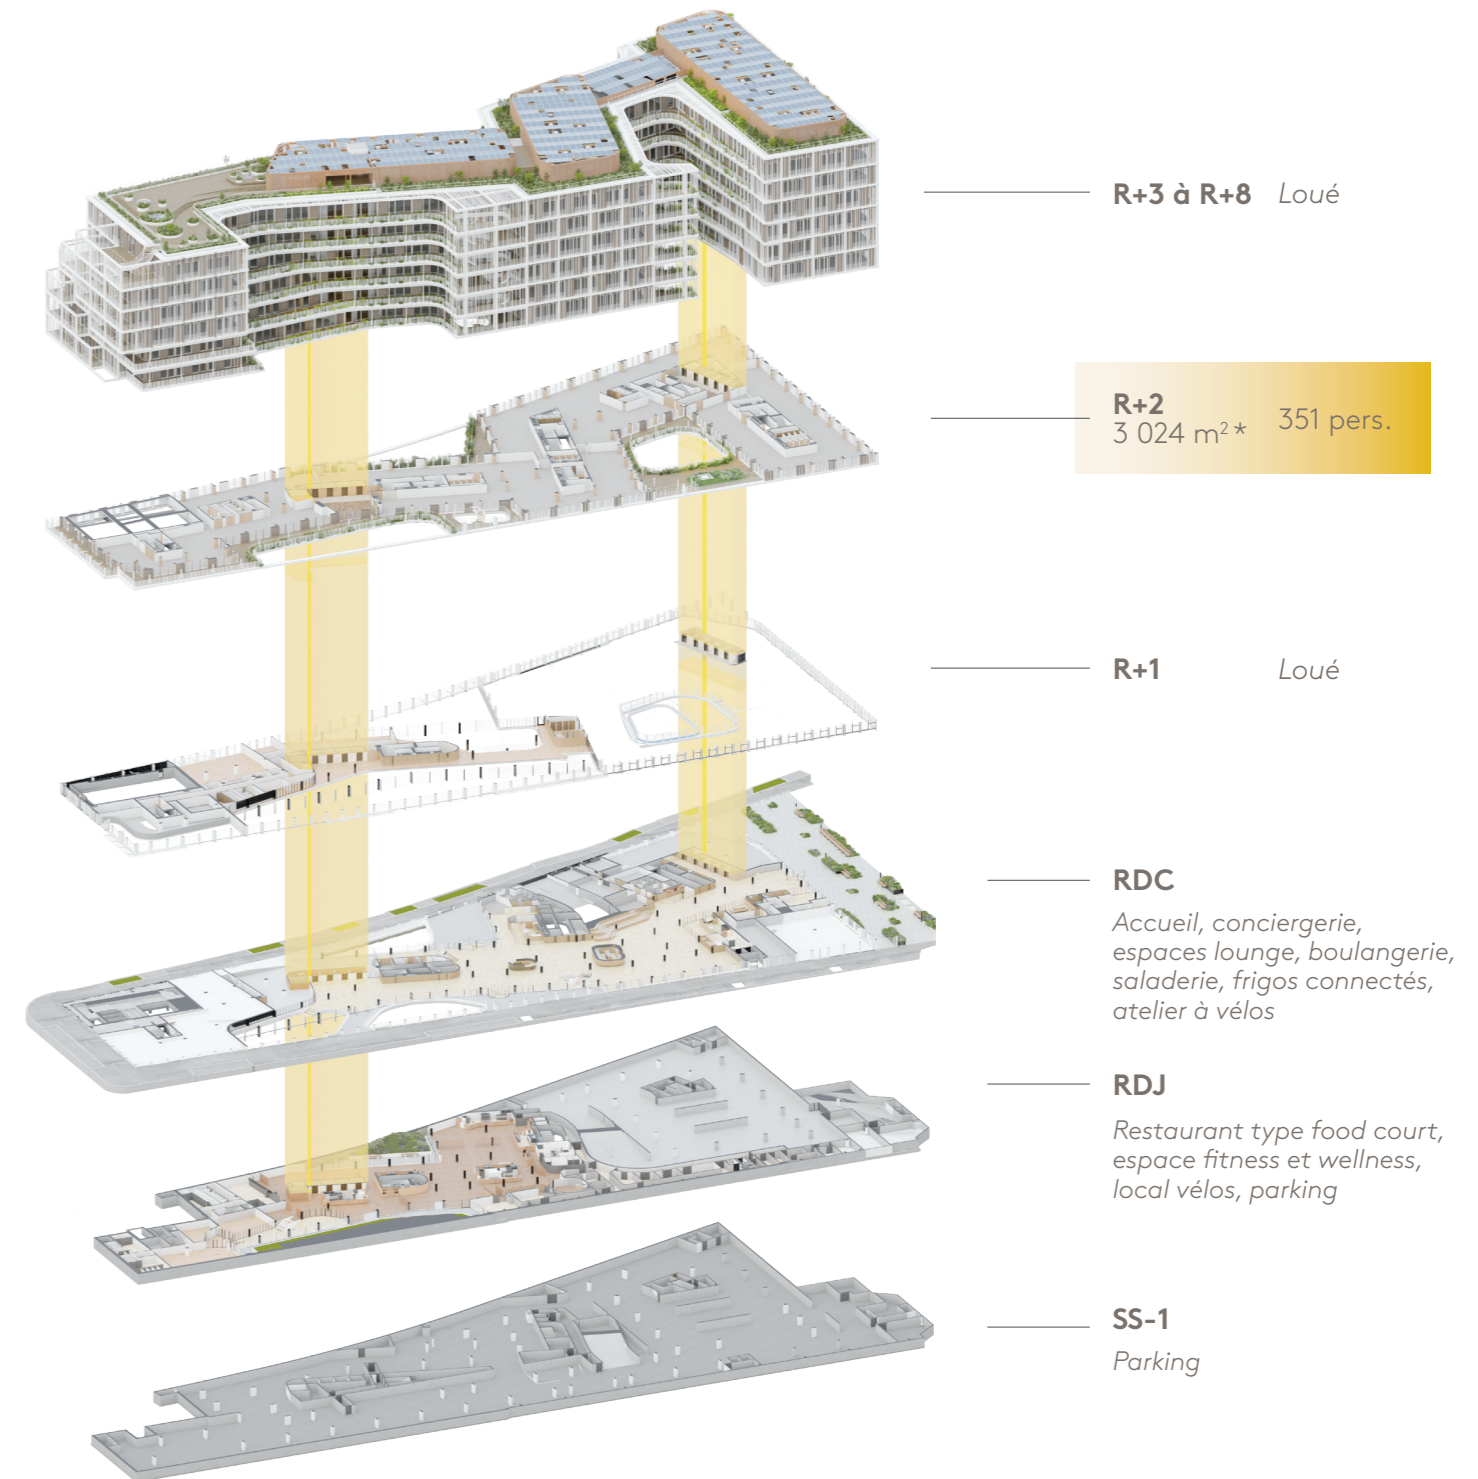 R+3 à R+8 Loué
R+2
3 024 m² * 351 pers.
R+1 Loué
RDC
Accueil, conciergerie,
espaces lounge, boulangerie,
saladerie, frigos connectés,
atelier à vélos
RDJ
Restaurant type food court,
espace fitness et wellness,
local vélos, parking
SS-1
Parking